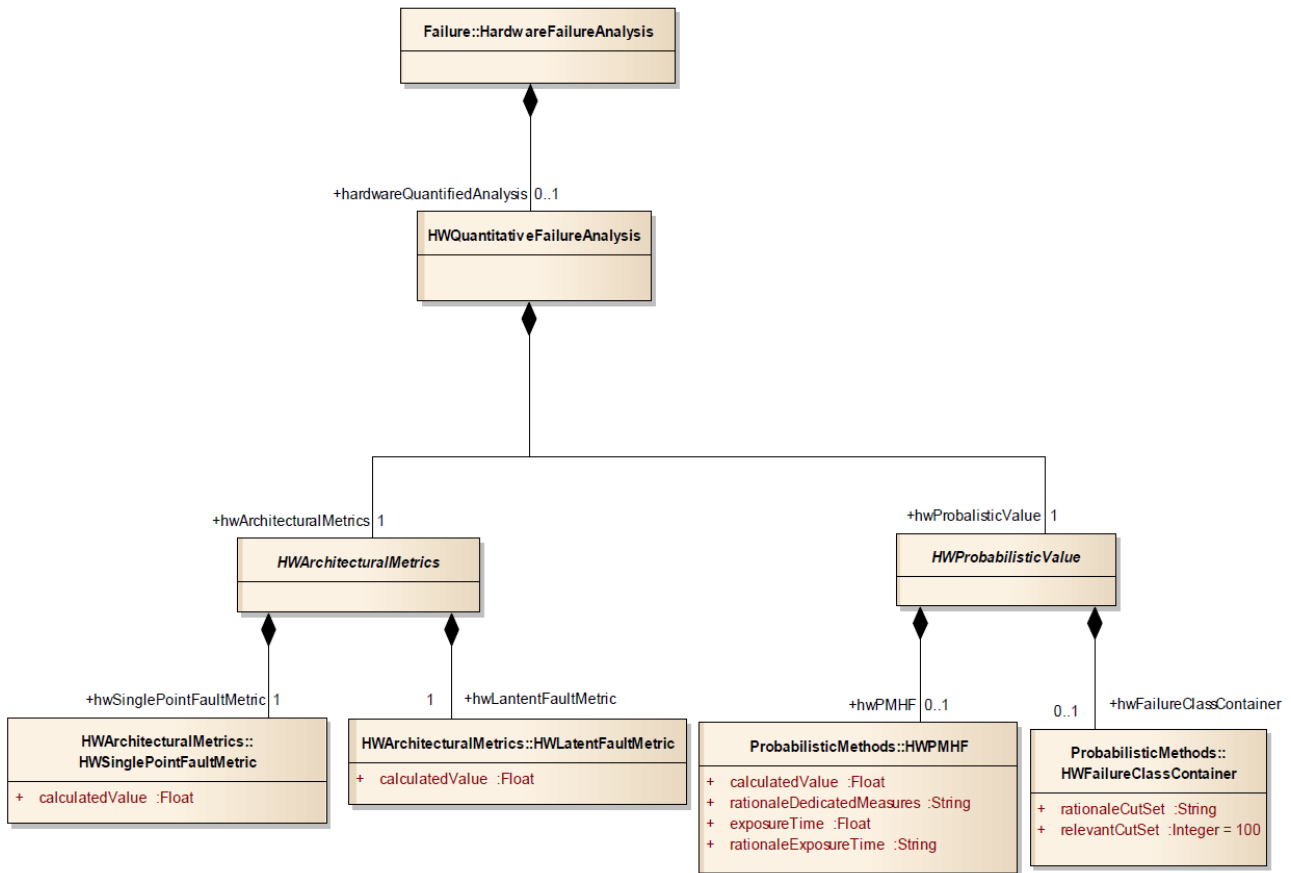 Failure::HardwareFailureAnalysis
+hardwareQuantifiedAnalysis 0..1
HWQuantitativeFailureAnalysis
+hwArchitecturalMetrics 1
HWArchitecturalMetrics
+hwProbalisticValue 1
HWProbabilisticValue
+hwSinglePointFaultMetric 1
HWArchitecturalMetrics::
HWSinglePointFaultMetric
+ calculatedValue :Float
1 +hwLantentFaultMetric
HWArchitecturalMetrics::HWLatentFaultMetric
+ calculatedValue :Float
+hwPMHF 0..1
ProbabilisticMethods::HWPMHF
+ calculatedValue :Float
+ rationaleDedicatedMeasures :String
+ exposureTime :Float
+ rationaleExposureTime :String
0..1 +hwFailureClassContainer
ProbabilisticMethods::
HWFailureClassContainer
+ rationaleCutSet :String
+ relevantCutSet :Integer = 100